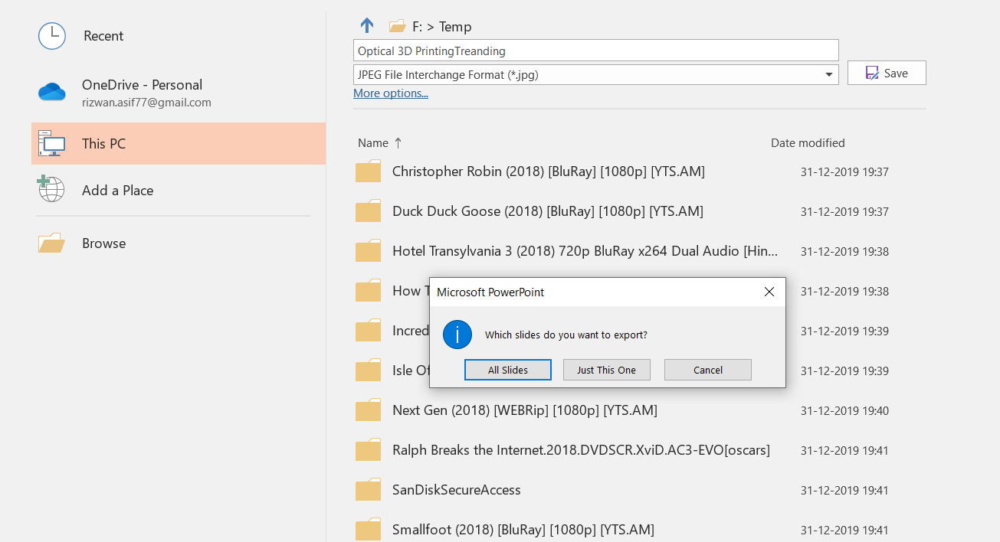 Recent
OneDrive - Personal
rizwan.asif77@gmail.com
This PC
Add a Place
Browse
F: > Temp
Optical 3D PrintingTreanding
JPEG File Interchange Format (*.jpg)
Save
More options...
Name ↑ Date modified
Christopher Robin (2018) [BluRay] [1080p] [YTS.AM] 31-12-2019 19:37
Duck Duck Goose (2018) [BluRay] [1080p] [YTS.AM] 31-12-2019 19:37
Hotel Transylvania 3 (2018) 720p BluRay x264 Dual Audio [Hin... 31-12-2019 19:38
How T 31-12-2019 19:38
Incred 31-12-2019 19:39
Isle Of 31-12-2019 19:39
Next Gen (2018) [WEBRip] [1080p] [YTS.AM] 31-12-2019 19:40
Ralph Breaks the Internet.2018.DVDSCR.XviD.AC3-EVO[oscars] 31-12-2019 19:41
SanDiskSecureAccess 31-12-2019 19:41
Smallfoot (2018) [BluRay] [1080p] [YTS.AM] 31-12-2019 19:41
Microsoft PowerPoint
Which slides do you want to export?
All Slides Just This One Cancel